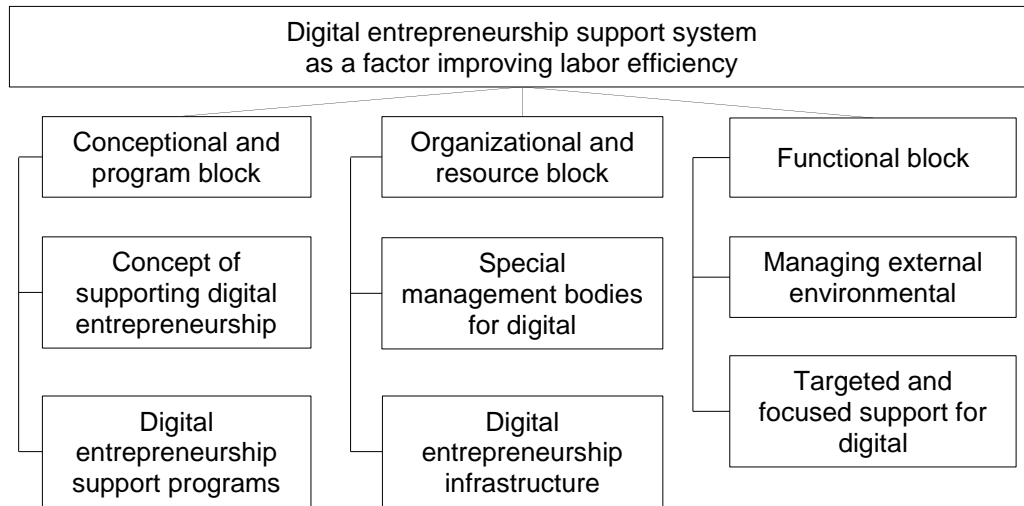 Digital entrepreneurship support system
as a factor improving labor efficiency
Conceptional and
program block
Organizational and
resource block
Functional block
Concept of
supporting digital
entrepreneurship
Special
management bodies
for digital
Managing external
environmental
Digital
entrepreneurship
support programs
Digital
entrepreneurship
infrastructure
Targeted and
focused support for
digital